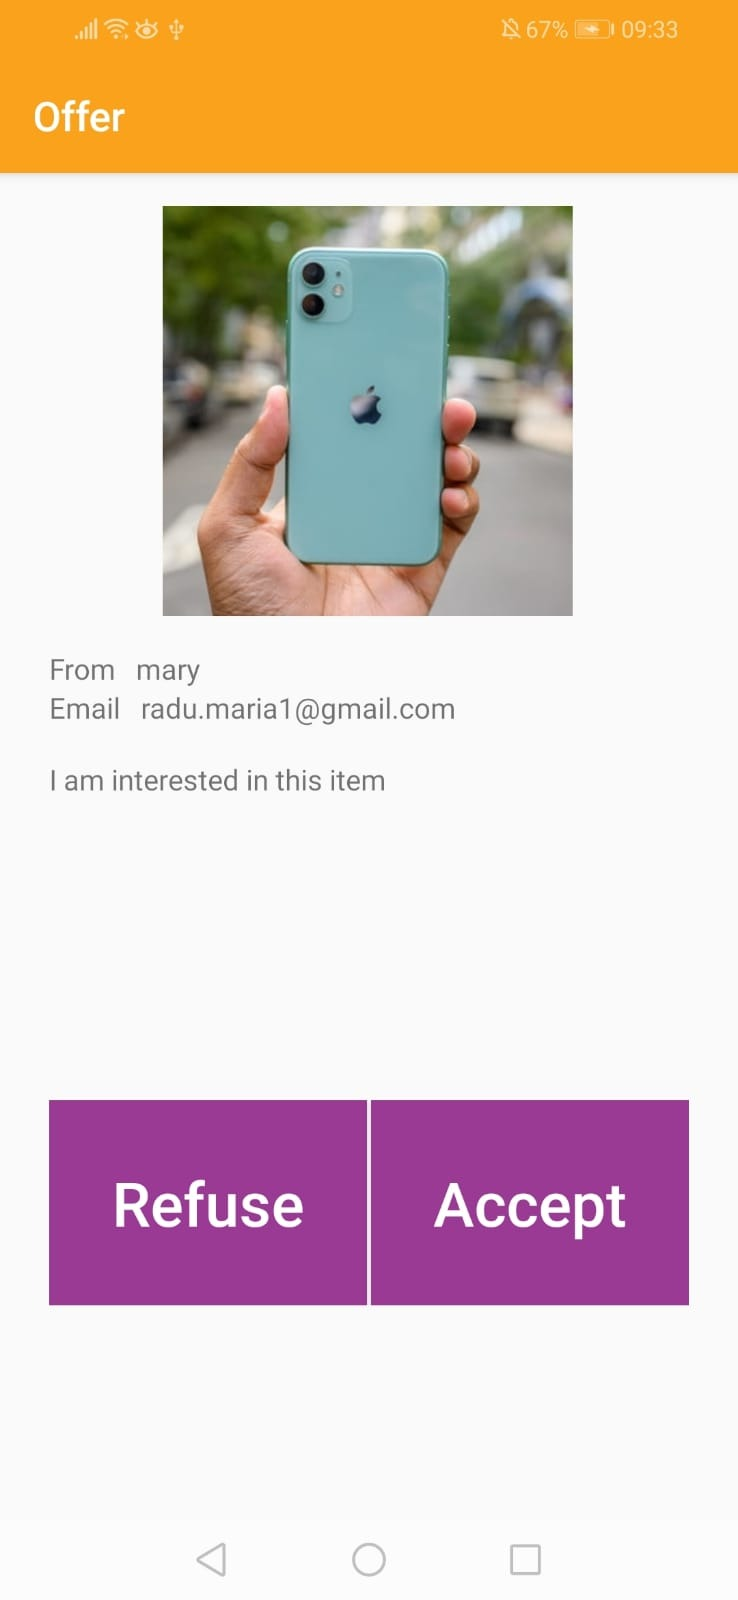 67% 09:33
Offer
From mary
Email radu.maria1@gmail.com
I am interested in this item
Refuse Accept